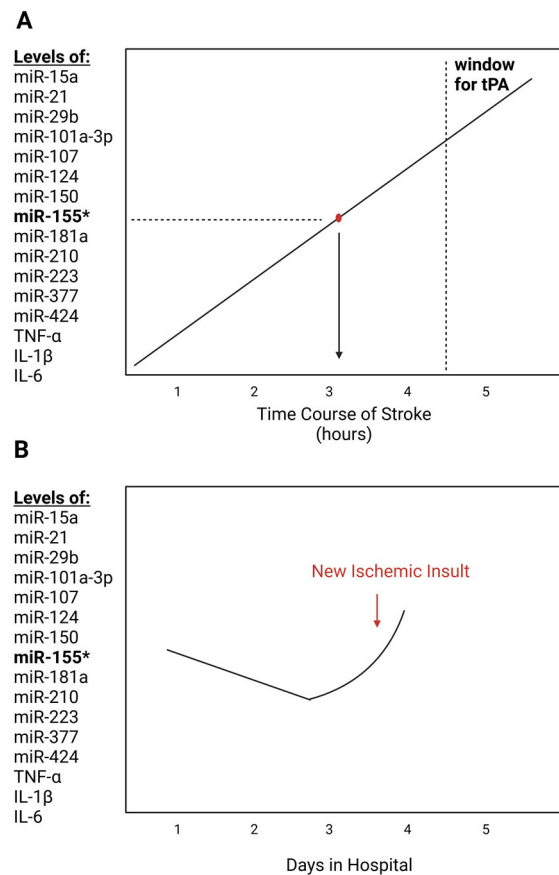 A
Levels of:
miR-15a
miR-21
miR-29b
miR-101a-3p
miR-107
miR-124
miR-150
miR-155*
miR-181a
miR-210
miR-223
miR-377
miR-424
TNF-α
IL-1β
IL-6
window
for tPA
1 2 3 4 5
Time Course of Stroke
(hours)
B
Levels of:
miR-15a
miR-21
miR-29b
miR-101a-3p
miR-107
miR-124
miR-150
miR-155*
miR-181a
miR-210
miR-223
miR-377
miR-424
TNF-α
IL-1β
IL-6
New Ischemic Insult
1 2 3 4 5
Days in Hospital